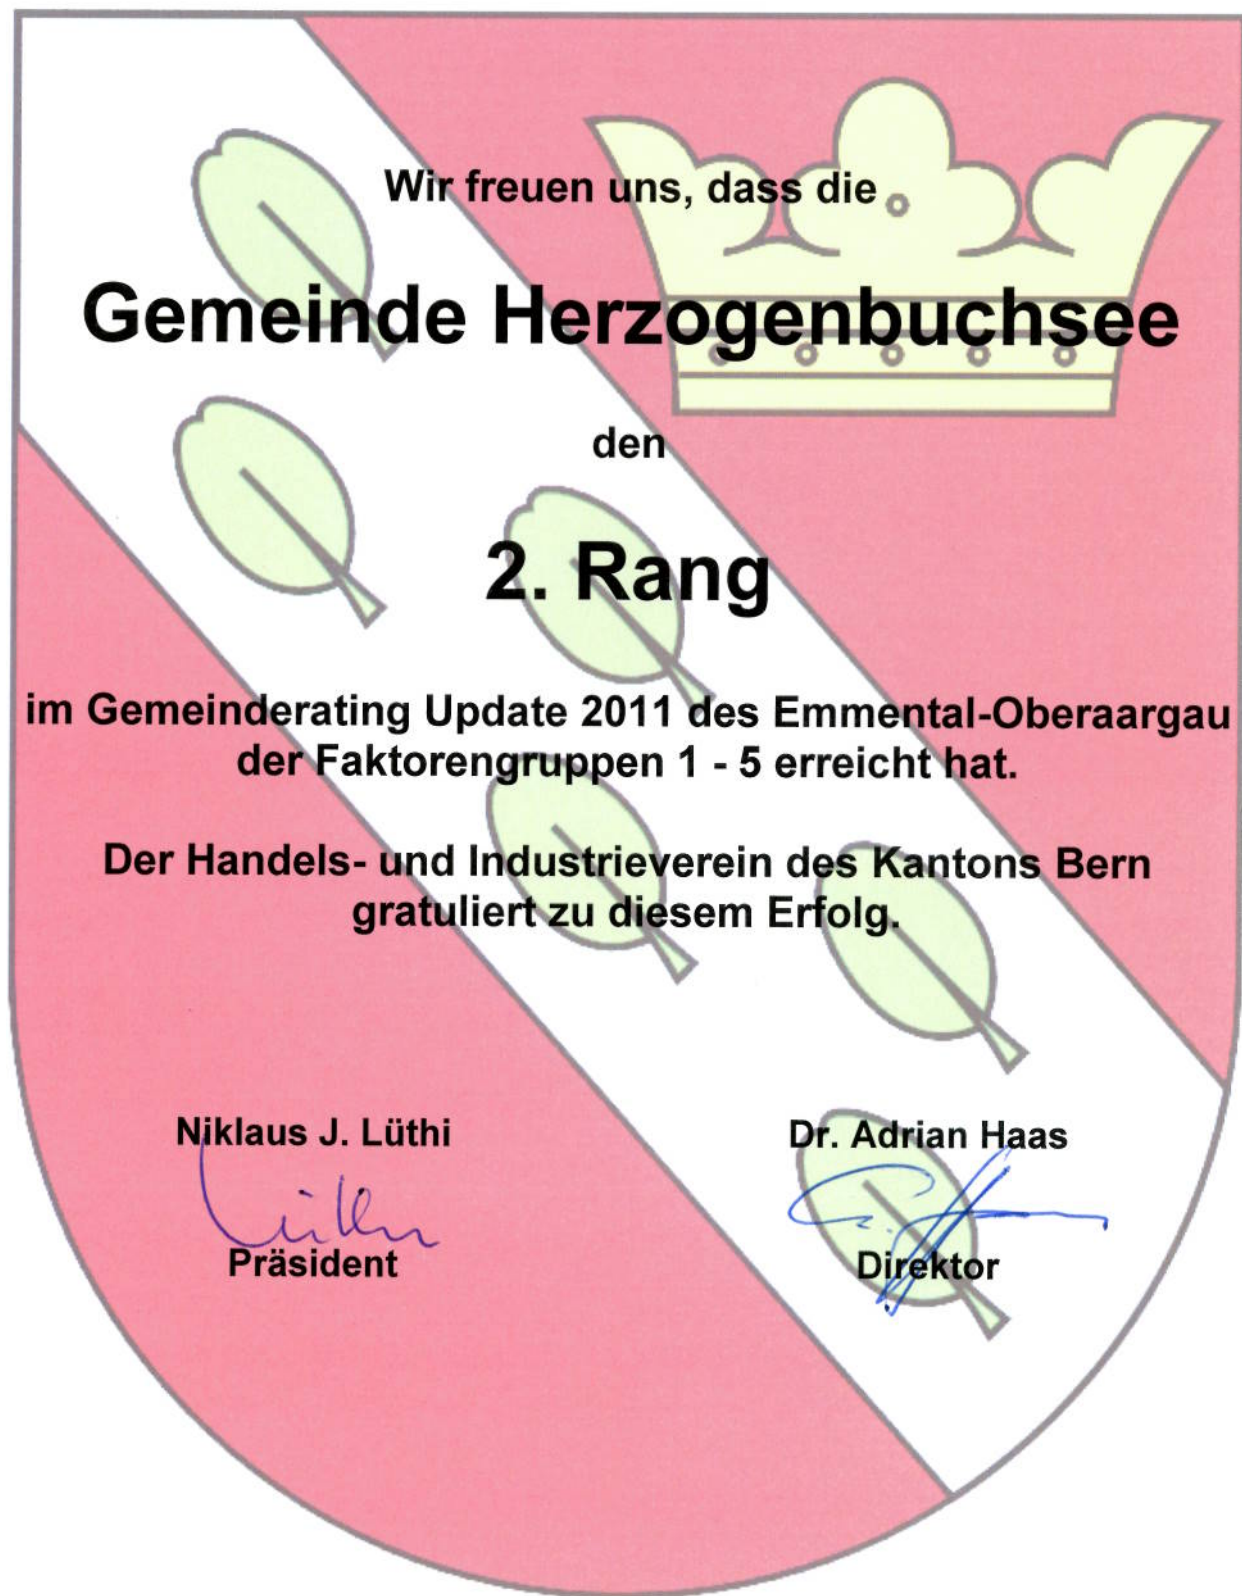 Wir freuen uns, dass die
Gemeinde Herzogenbuchsee
den
2. Rang
im Gemeinderating Update 2011 des Emmental-Oberaargau
der Faktorengruppen 1 - 5 erreicht hat.
Der Handels- und Industrieverein des Kantons Bern
gratuliert zu diesem Erfolg.
Niklaus J. Lüthi
Dr. Adrian Haas
Lüthi
Präsident
Direktor